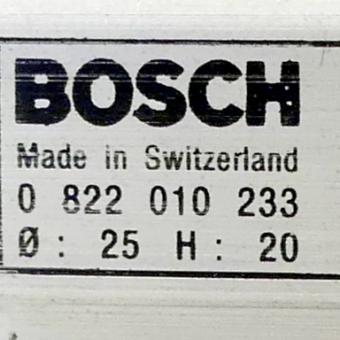 BOSCH
Made in Switzerland
0 822 010 233
Ø : 25 H : 20